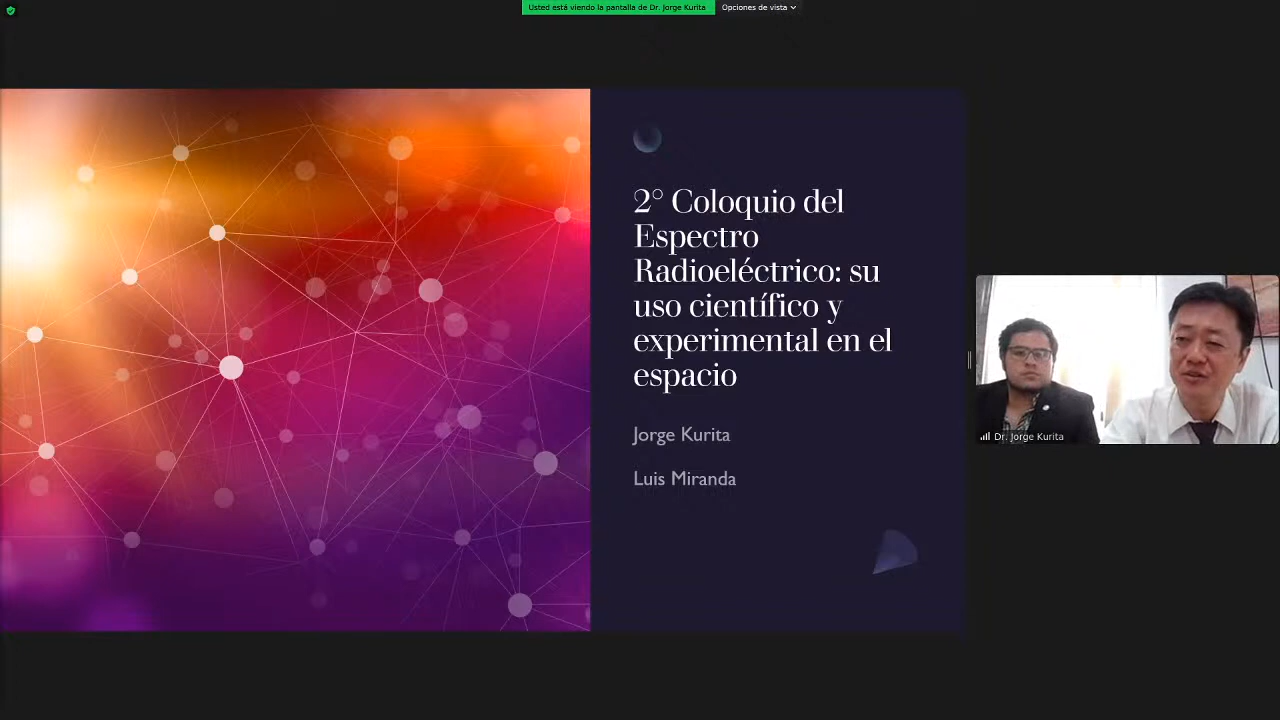 Usted está viendo la pantalla de Dr. Jorge Kurita
Opciones de vista
2° Coloquio del
Espectro
Radioeléctrico: su
uso científico y
experimental en el
espacio
Jorge Kurita
Luis Miranda
Dr. Jorge Kurita